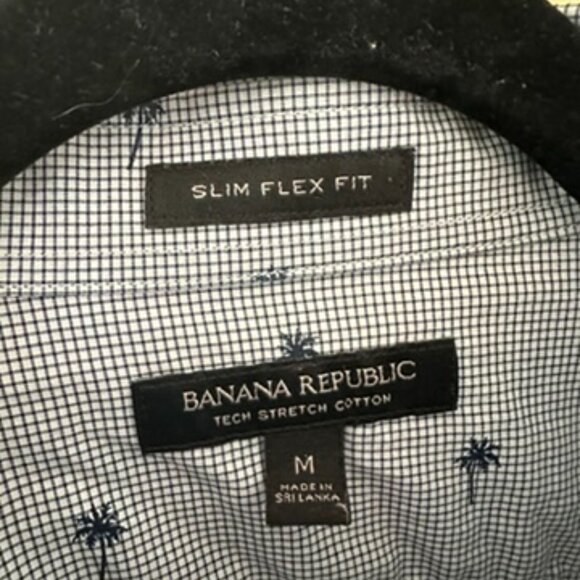 SLIM FLEX FIT
BANANA REPUBLIC
TECH STRETCH COTTON
M
MADE IN
SRI LANKA